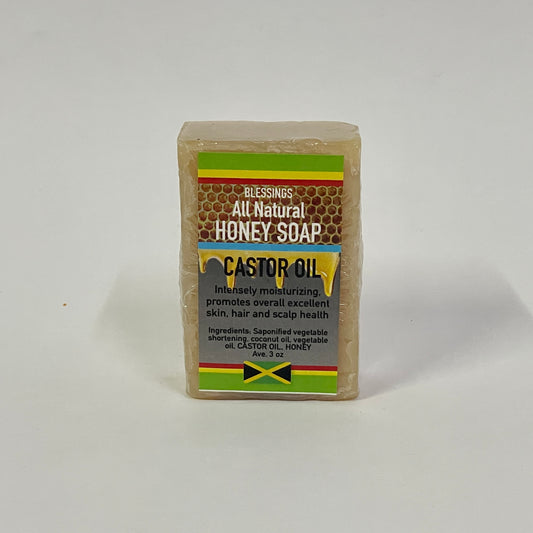 BLESSINGS
All Natural
HONEY SOAP
CASTOR OIL
Intensely moisturizing,
promotes overall excellent
skin, hair and scalp health
Ingredients: Saponified vegetable
shortening, coconut oil, vegetable
oil, CASTOR OIL, HONEY
Ave. 3 oz